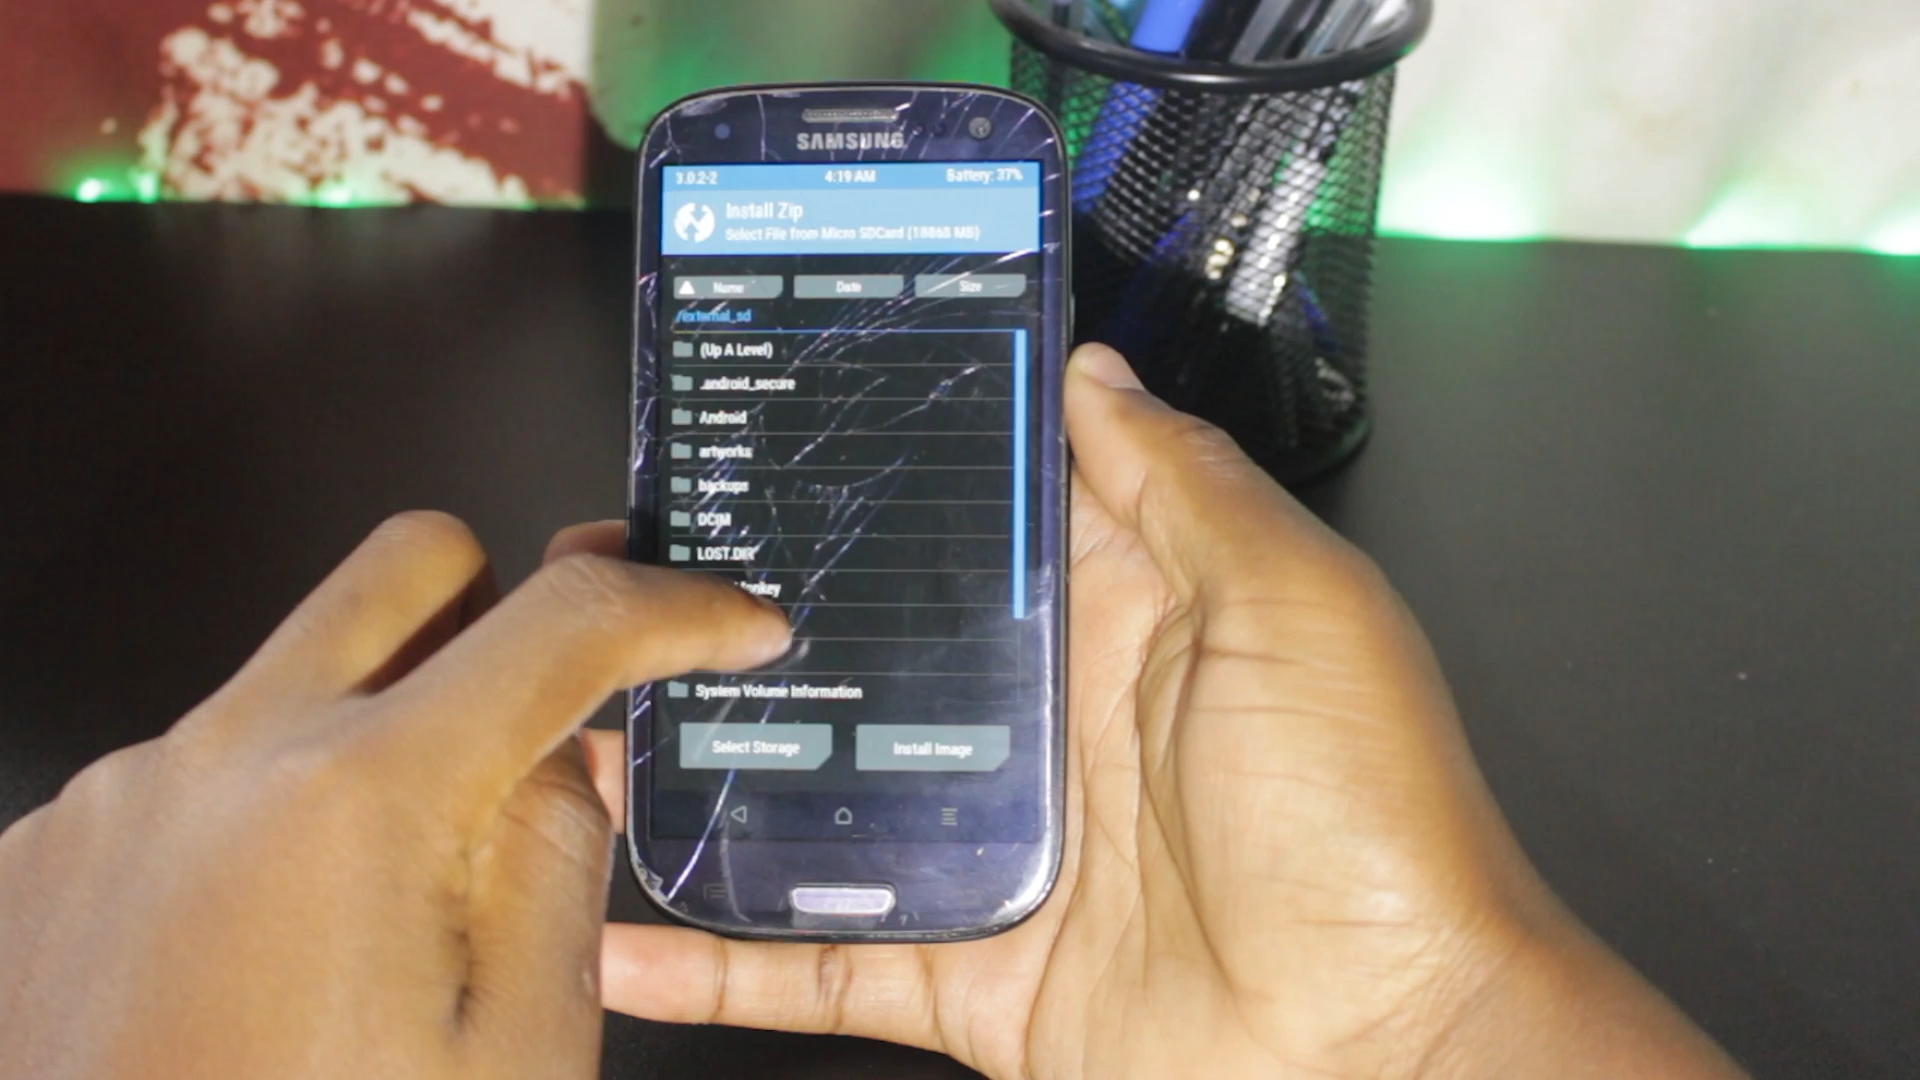 SAMSUNG
3.0.2-2 4:19 AM Battery: 37%
Install Zip
Select File from Micro SDCard (18868 MB)
Name Date Size
/external_sd
(Up A Level)
.android_secure
Android
artworks
backups
DCIM
LOST.DIR
System Volume Information
Select Storage Install Image